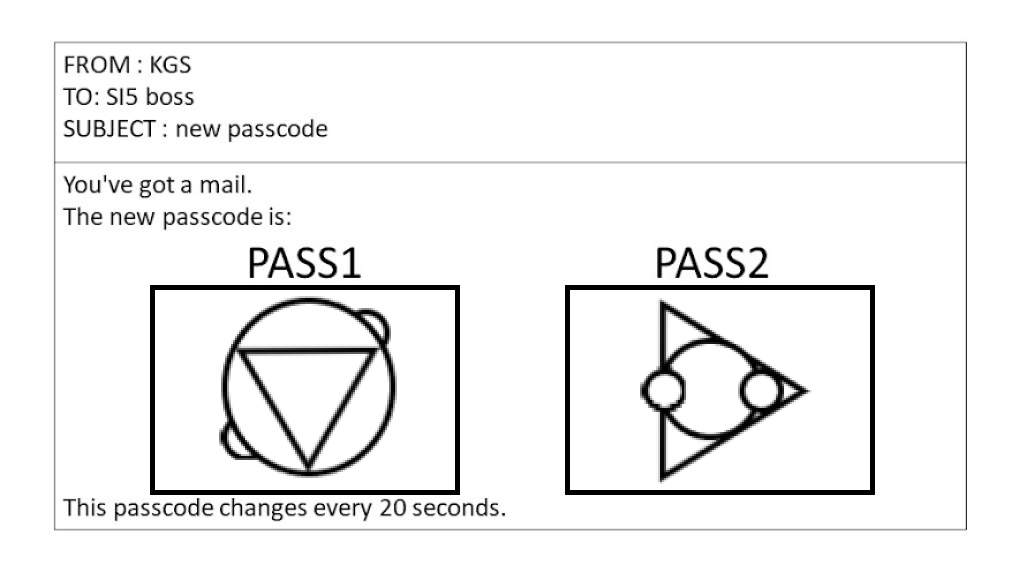 FROM : KGS
TO: SI5 boss
SUBJECT : new passcode
You've got a mail.
The new passcode is:
PASS1
PASS2
This passcode changes every 20 seconds.